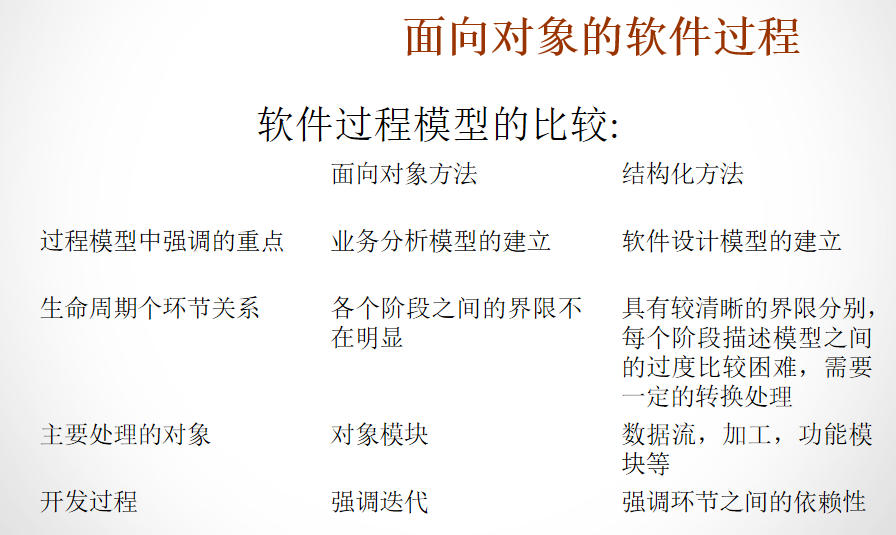 面向对象的软件过程
软件过程模型的比较:
面向对象方法 结构化方法
过程模型中强调的重点 业务分析模型的建立 软件设计模型的建立
生命周期个环节关系 各个阶段之间的界限不 具有较清晰的界限分别，
在明显 每个阶段描述模型之间
的过度比较困难，需要
一定的转换处理
主要处理的对象 对象模块 数据流，加工，功能模
块等
开发过程 强调迭代 强调环节之间的依赖性